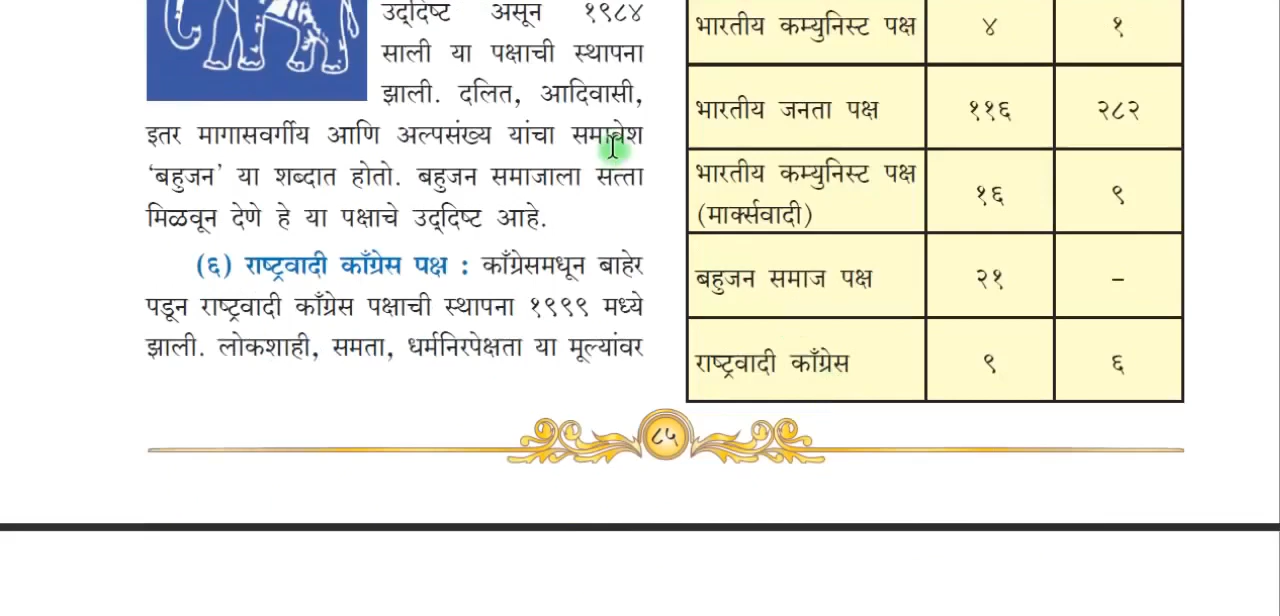 उद्दिष्ट असून १९८४
साली या पक्षाची स्थापना
झाली. दलित, आदिवासी,
इतर मागासवर्गीय आणि अल्पसंख्य यांचा समावेश
‘बहुजन’ या शब्दात होतो. बहुजन समाजाला सत्ता
मिळवून देणे हे या पक्षाचे उद्दिष्ट आहे.
(६) राष्ट्रवादी काँग्रेस पक्ष : काँग्रेसमधून बाहेर
पडून राष्ट्रवादी काँग्रेस पक्षाची स्थापना १९९९ मध्ये
झाली. लोकशाही, समता, धर्मनिरपेक्षता या मूल्यांवर
भारतीय कम्युनिस्ट पक्ष ४ १
भारतीय जनता पक्ष ११६ २८२
भारतीय कम्युनिस्ट पक्ष
(मार्क्सवादी) १६ ९
बहुजन समाज पक्ष २१ –
राष्ट्रवादी काँग्रेस ९ ६
८५